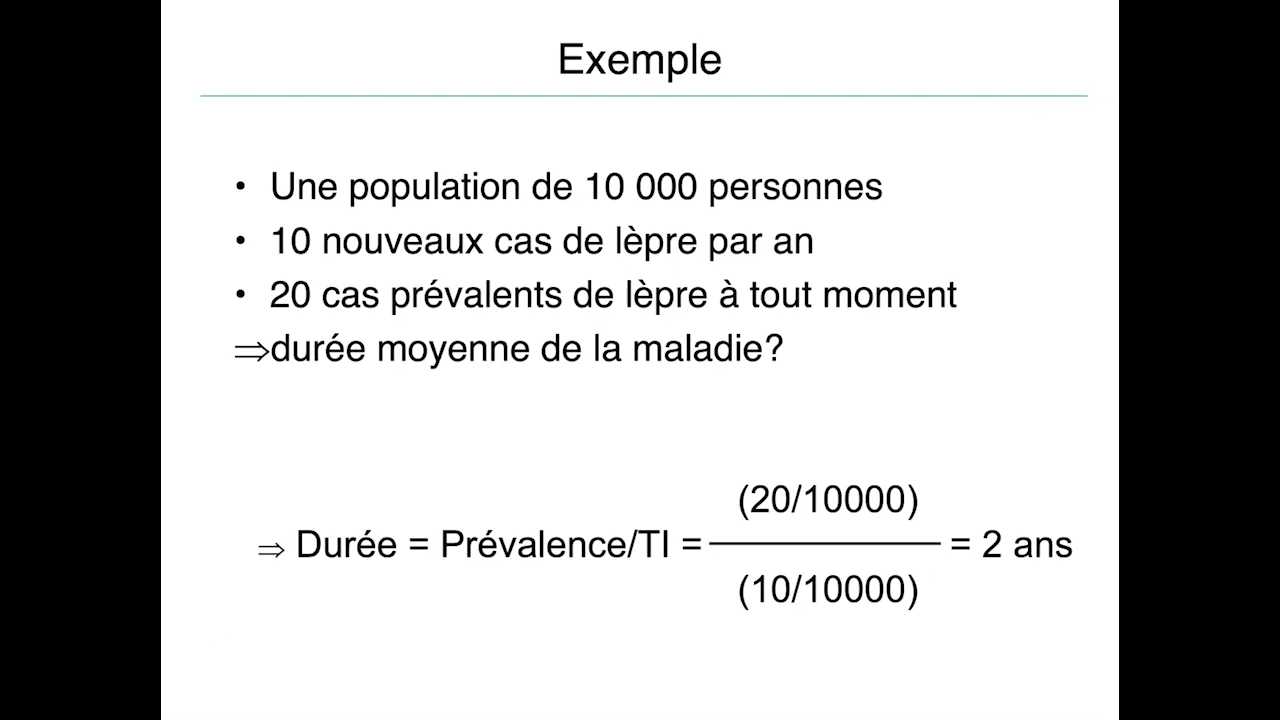 Exemple
• Une population de 10 000 personnes
• 10 nouveaux cas de lèpre par an
• 20 cas prévalents de lèpre à tout moment
⇒durée moyenne de la maladie?
(20/10000)
⇒ Durée = Prévalence/TI = = 2 ans
(10/10000)